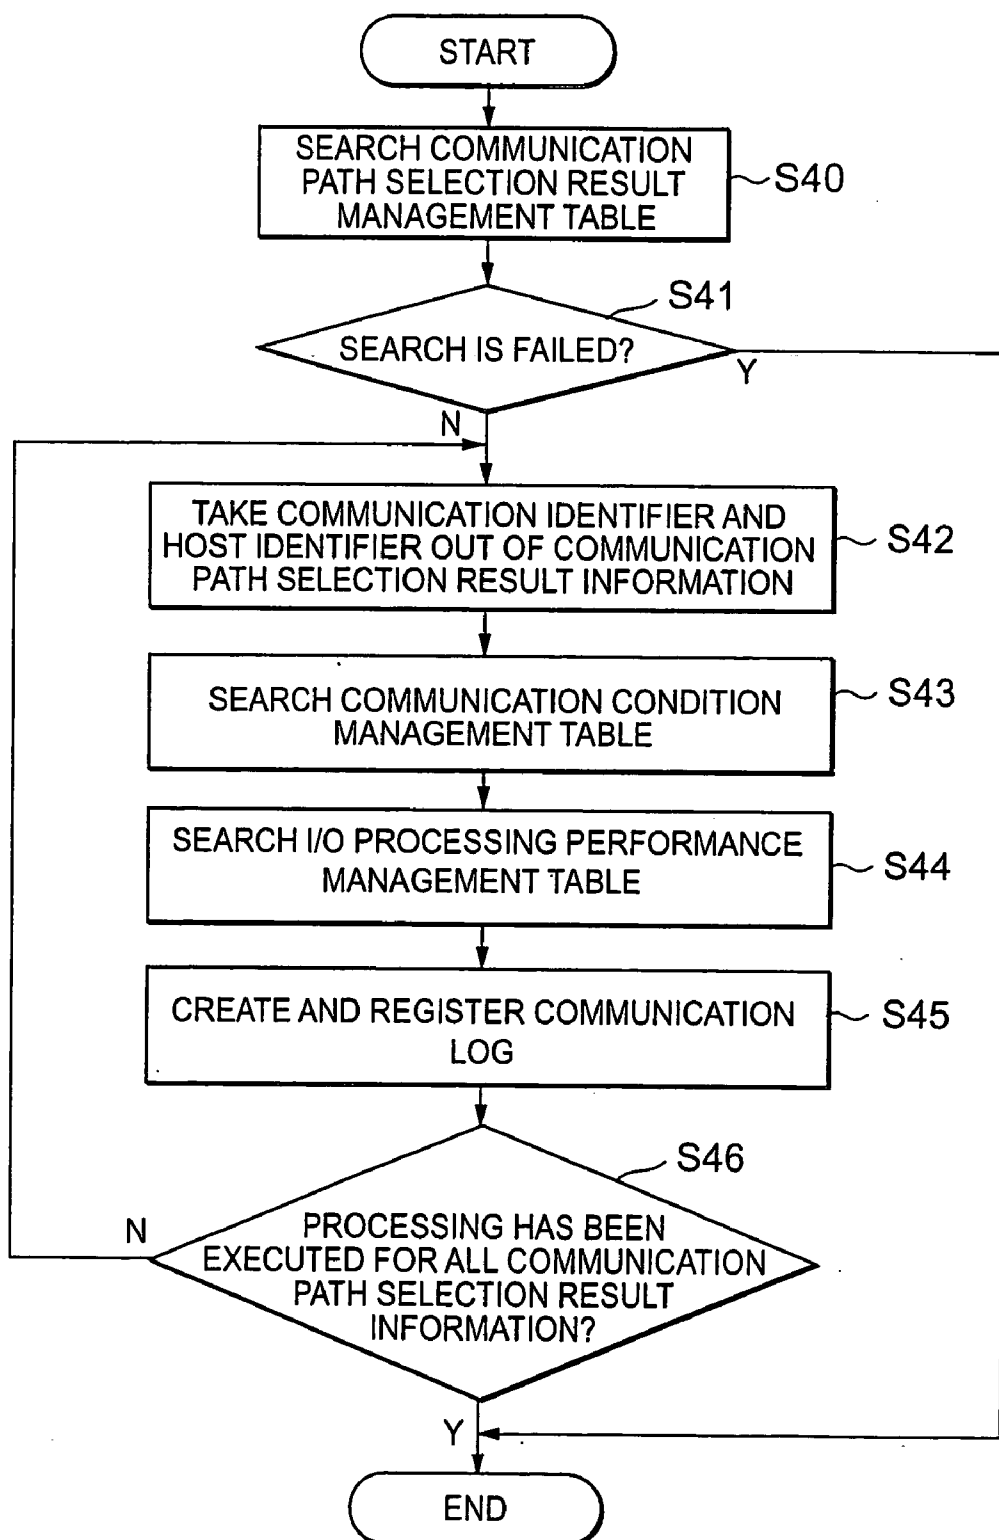 START
SEARCH COMMUNICATION
PATH SELECTION RESULT
MANAGEMENT TABLE
S40
S41
SEARCH IS FAILED?
Y
N
TAKE COMMUNICATION IDENTIFIER AND
HOST IDENTIFIER OUT OF COMMUNICATION
PATH SELECTION RESULT INFORMATION
S42
SEARCH COMMUNICATION CONDITION
MANAGEMENT TABLE
S43
SEARCH I/O PROCESSING PERFORMANCE
MANAGEMENT TABLE
S44
CREATE AND REGISTER COMMUNICATION
LOG
S45
S46
N
PROCESSING HAS BEEN
EXECUTED FOR ALL COMMUNICATION
PATH SELECTION RESULT
INFORMATION?
Y
END